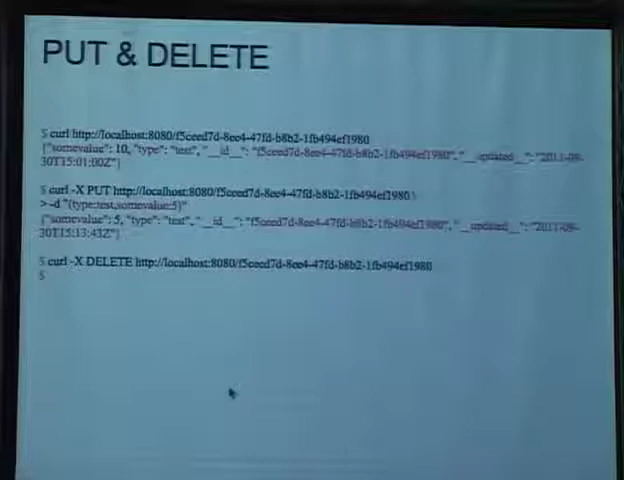 PUT & DELETE
$ curl http://localhost:8080/f5ceed7d-8ee4-47fd-b8b2-1fb494ef1980
{"somevalue": 10, "type": "test", "__id__": "f5ceed7d-8ee4-47fd-b8b2-1fb494ef1980", "__updated__": "2011-09-
30T15:01:00Z"}
$ curl -X PUT http://localhost:8080/f5ceed7d-8ee4-47fd-b8b2-1fb494ef1980 \
> -d "{type:test,somevalue:5}"
{"somevalue": 5, "type": "test", "__id__": "f5ceed7d-8ee4-47fd-b8b2-1fb494ef1980", "__updated__": "2011-09-
30T15:13:43Z"}
$ curl -X DELETE http://localhost:8080/f5ceed7d-8ee4-47fd-b8b2-1fb494ef1980
$